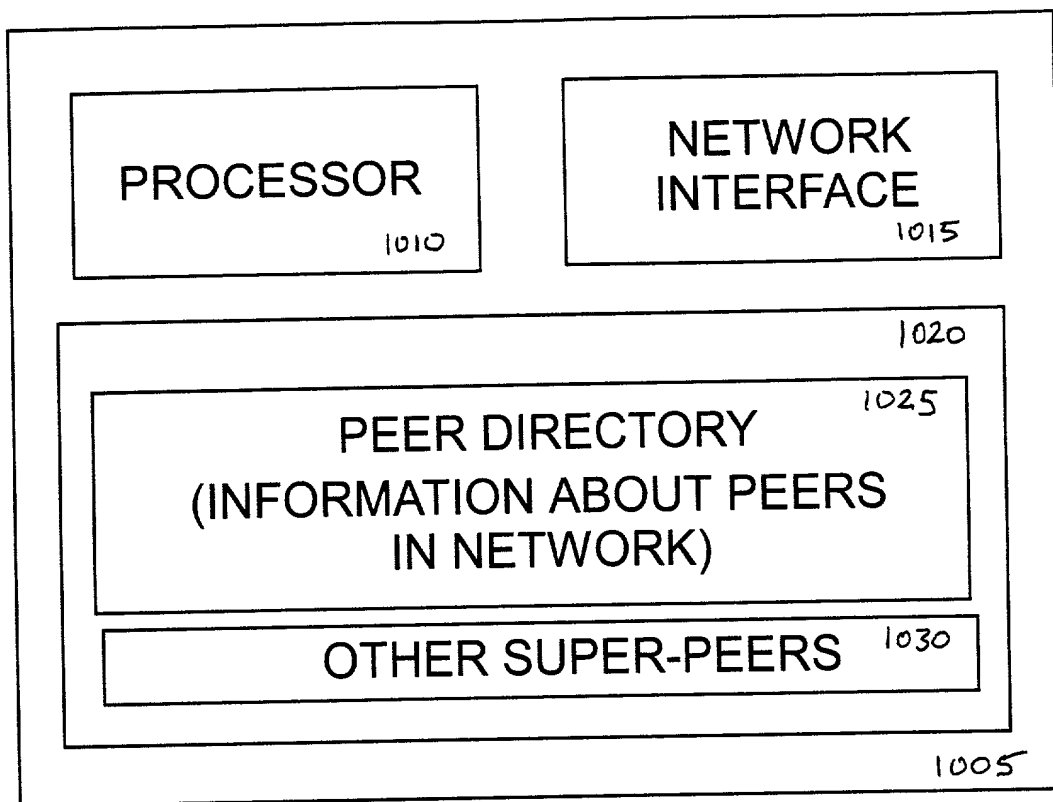 PROCESSOR
1010
NETWORK
INTERFACE
1015
1020
1025
PEER DIRECTORY
(INFORMATION ABOUT PEERS
IN NETWORK)
OTHER SUPER-PEERS 1030
1005